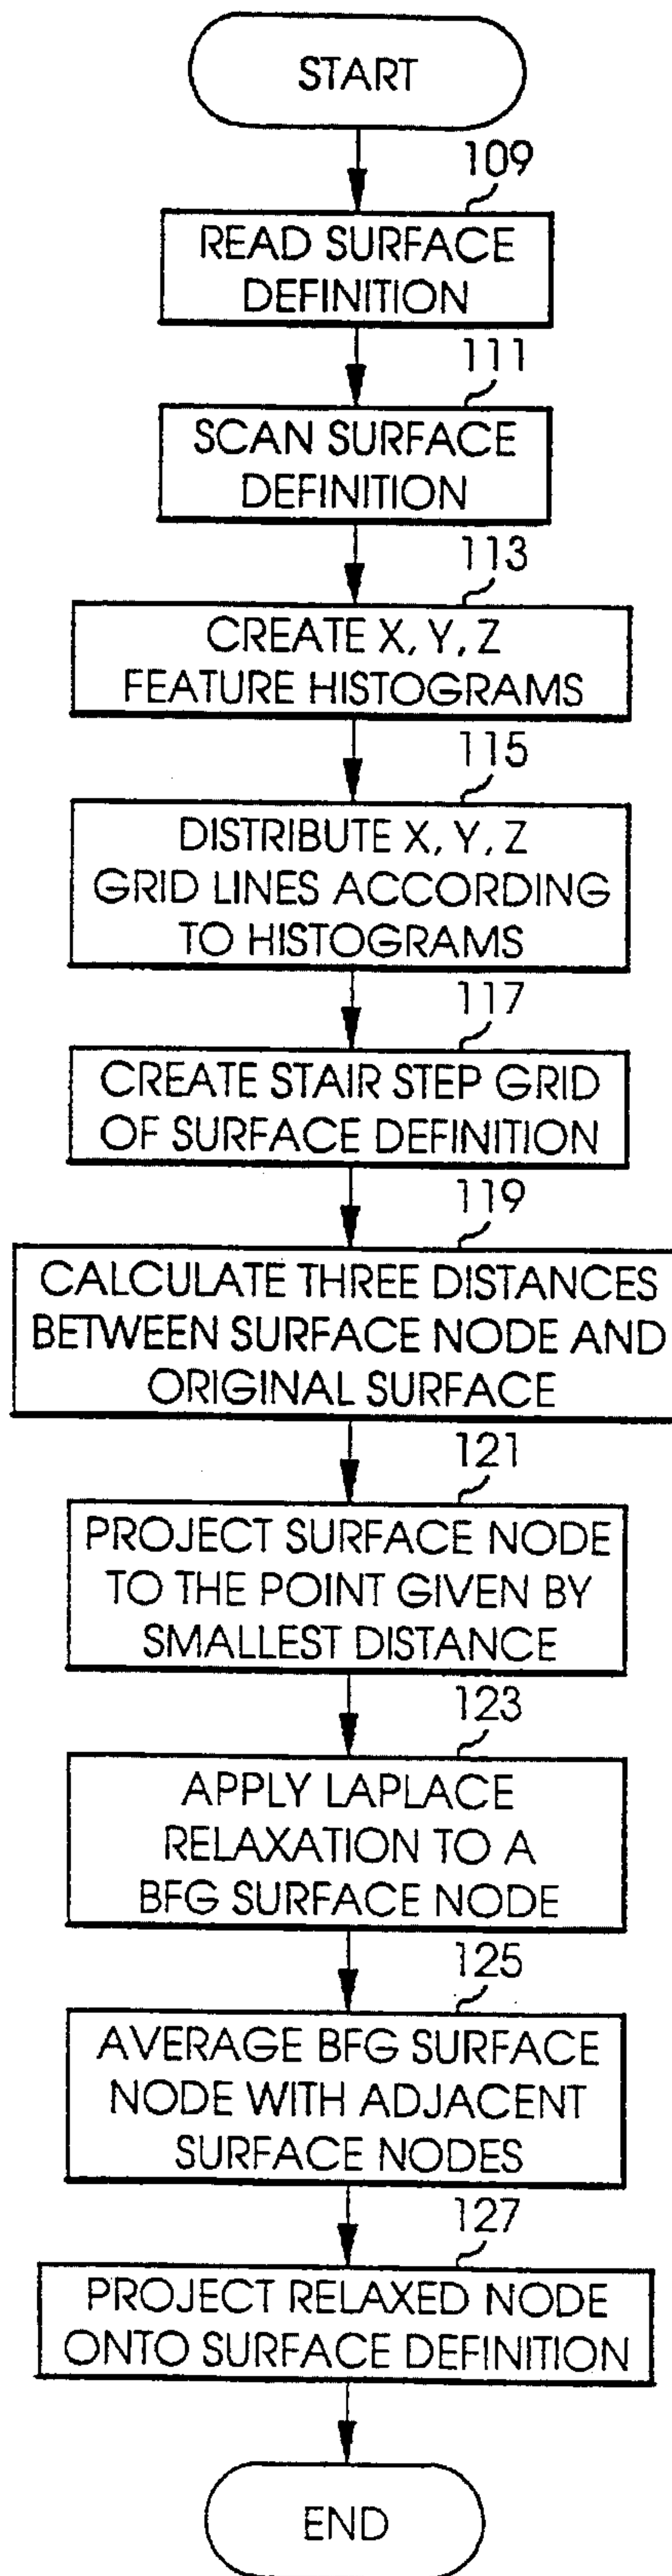 START
109
READ SURFACE
DEFINITION
111
SCAN SURFACE
DEFINITION
113
CREATE X, Y, Z
FEATURE HISTOGRAMS
115
DISTRIBUTE X, Y, Z
GRID LINES ACCORDING
TO HISTOGRAMS
117
CREATE STAIR STEP GRID
OF SURFACE DEFINITION
119
CALCULATE THREE DISTANCES
BETWEEN SURFACE NODE AND
ORIGINAL SURFACE
121
PROJECT SURFACE NODE
TO THE POINT GIVEN BY
SMALLEST DISTANCE
123
APPLY LAPLACE
RELAXATION TO A
BFG SURFACE NODE
125
AVERAGE BFG SURFACE
NODE WITH ADJACENT
SURFACE NODES
127
PROJECT RELAXED NODE
ONTO SURFACE DEFINITION
END